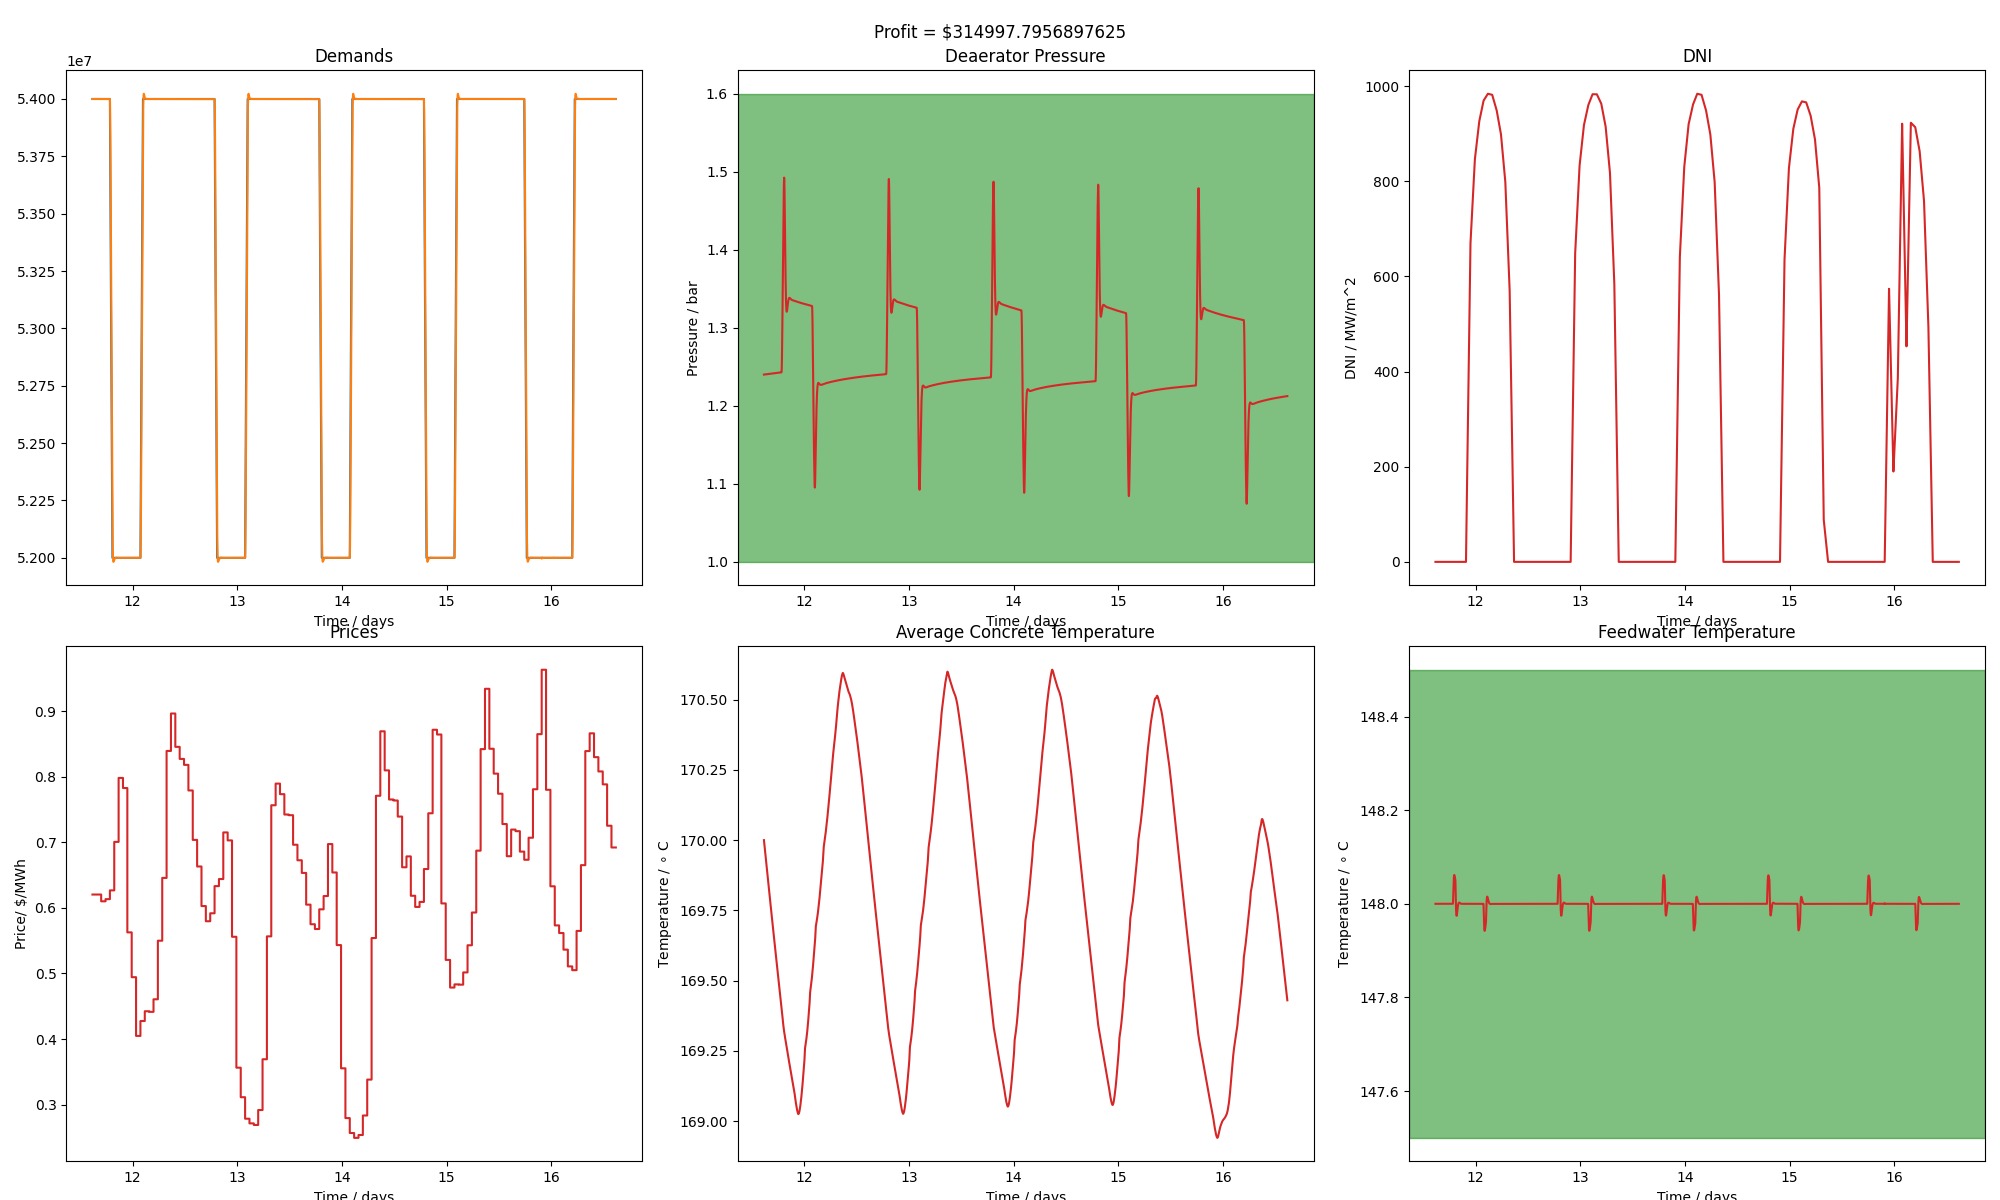 Profit = $314997.7956897625
Demands
1e7
5.400
5.375
5.350
5.325
5.300
5.275
5.250
5.225
5.200
12 13 14 15 16
Time / days
Deaerator Pressure
Pressure / bar
1.6
1.5
1.4
1.3
1.2
1.1
1.0
12 13 14 15 16
Time / days
DNI
DNI / MW/m^2
1000
800
600
400
200
0
12 13 14 15 16
Time / days
Prices
Price/ $/MWh
0.9
0.8
0.7
0.6
0.5
0.4
0.3
12 13 14 15 16
Time / days
Average Concrete Temperature
Temperature / ∘ C
170.50
170.25
170.00
169.75
169.50
169.25
169.00
12 13 14 15 16
Time / days
Feedwater Temperature
Temperature / ∘ C
148.4
148.2
148.0
147.8
147.6
12 13 14 15 16
Time / days